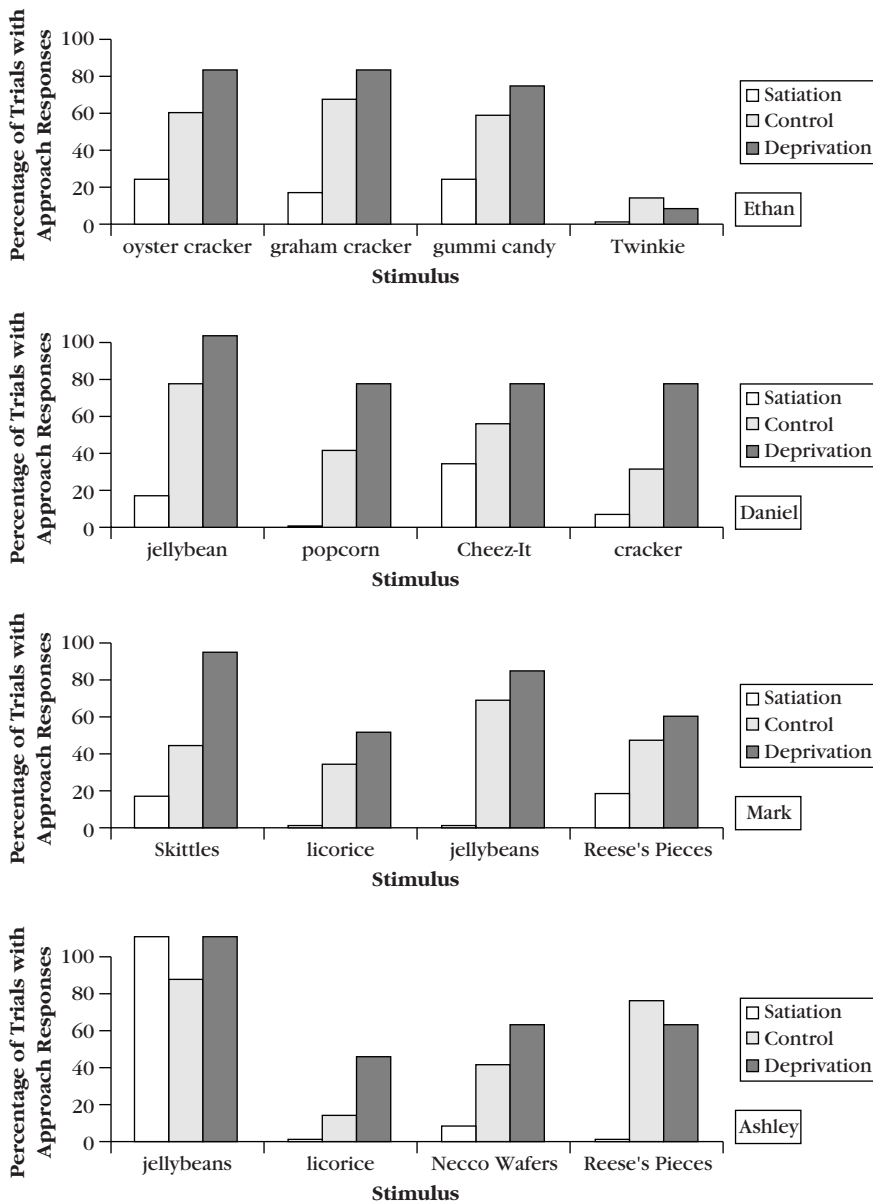 Percentage of Trials with
Approach Responses
100
80
60
40
20
0
oyster cracker graham cracker gummi candy Twinkie
Stimulus
Satiation
Control
Deprivation
Ethan
Percentage of Trials with
Approach Responses
100
80
60
40
20
0
jellybean popcorn Cheez-It cracker
Stimulus
Satiation
Control
Deprivation
Daniel
Percentage of Trials with
Approach Responses
100
80
60
40
20
0
Skittles licorice jellybeans Reese's Pieces
Stimulus
Satiation
Control
Deprivation
Mark
Percentage of Trials with
Approach Responses
100
80
60
40
20
0
jellybeans licorice Necco Wafers Reese's Pieces
Stimulus
Satiation
Control
Deprivation
Ashley